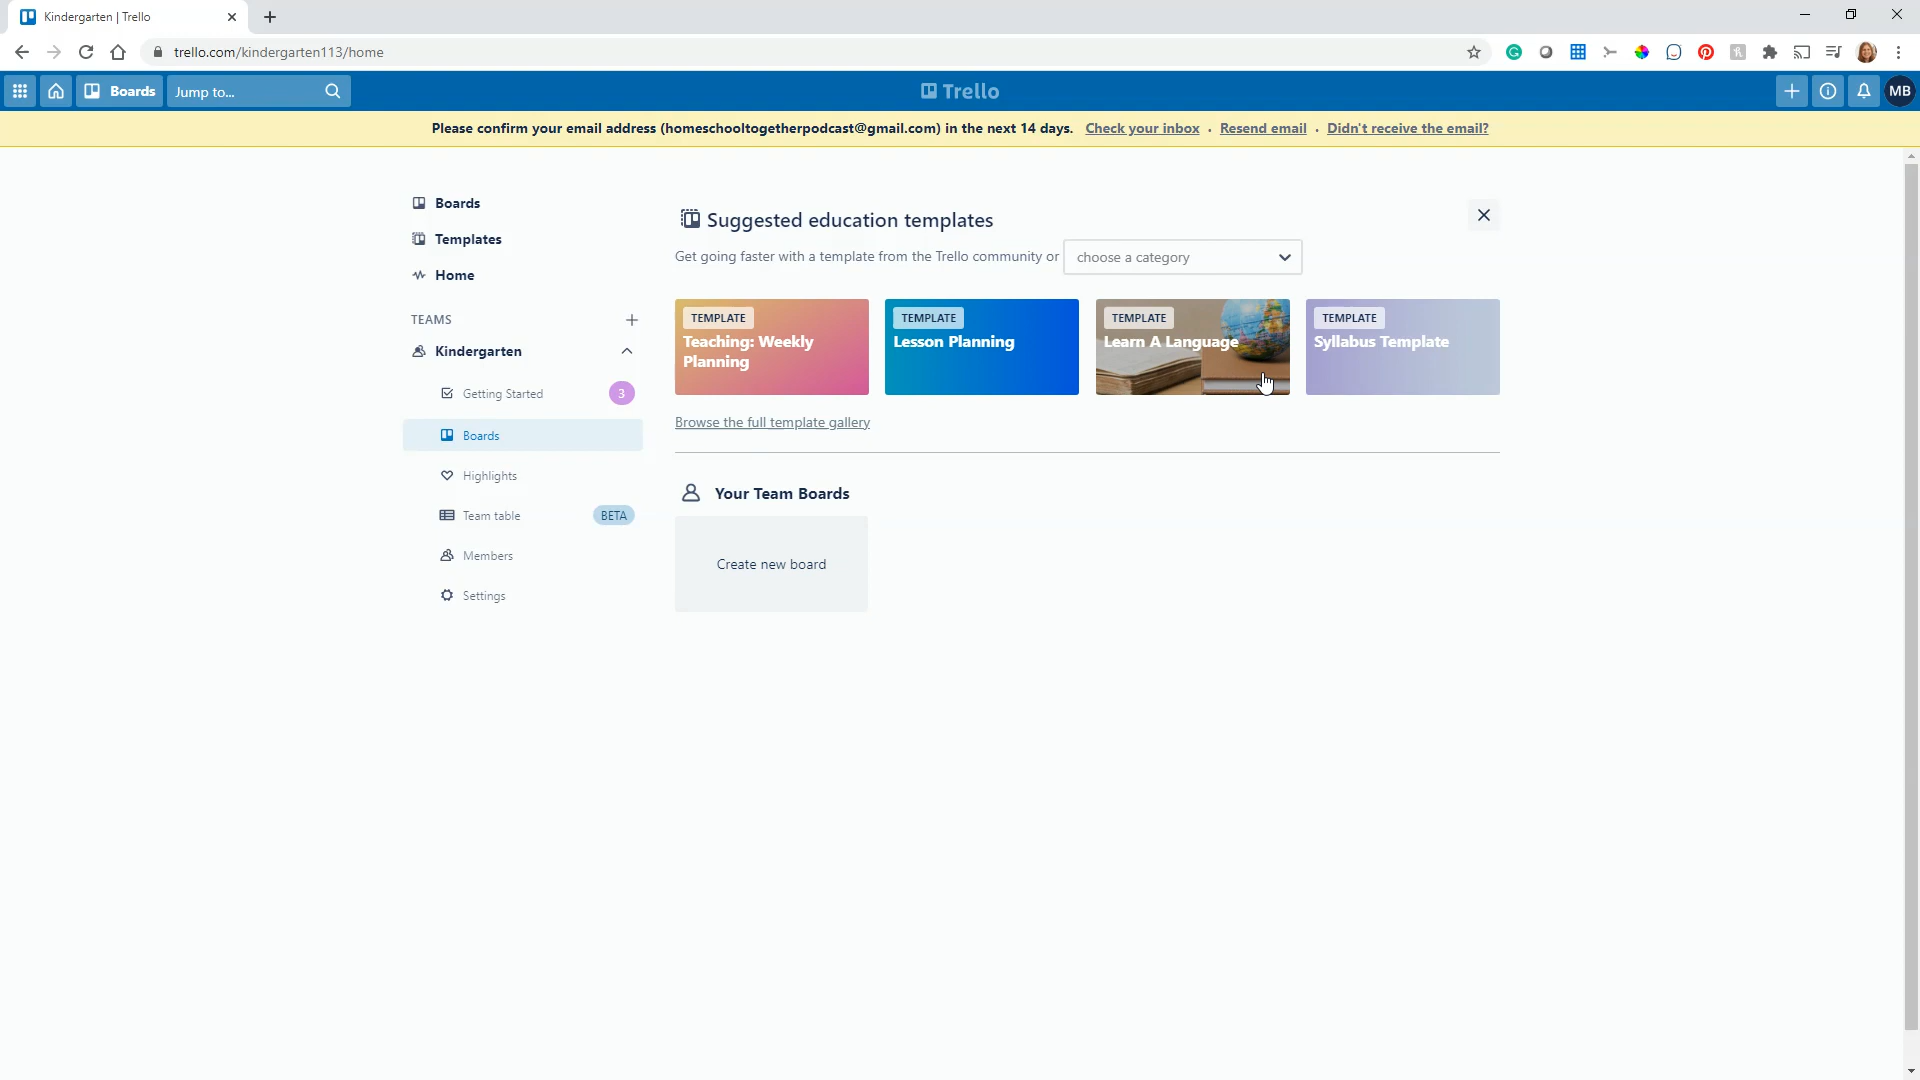 Kindergarten | Trello
trello.com/kindergarten113/home
Boards
Jump to...
Trello
MB
Please confirm your email address (homeschooltogetherpodcast@gmail.com) in the next 14 days. Check your inbox · Resend email · Didn't receive the email?
Boards
Templates
Home
TEAMS
Kindergarten
Getting Started
3
Boards
Highlights
Team table
BETA
Members
Settings
Suggested education templates
Get going faster with a template from the Trello community or
choose a category
TEMPLATE
Teaching: Weekly
Planning
TEMPLATE
Lesson Planning
TEMPLATE
Learn A Language
TEMPLATE
Syllabus Template
Browse the full template gallery
Your Team Boards
Create new board